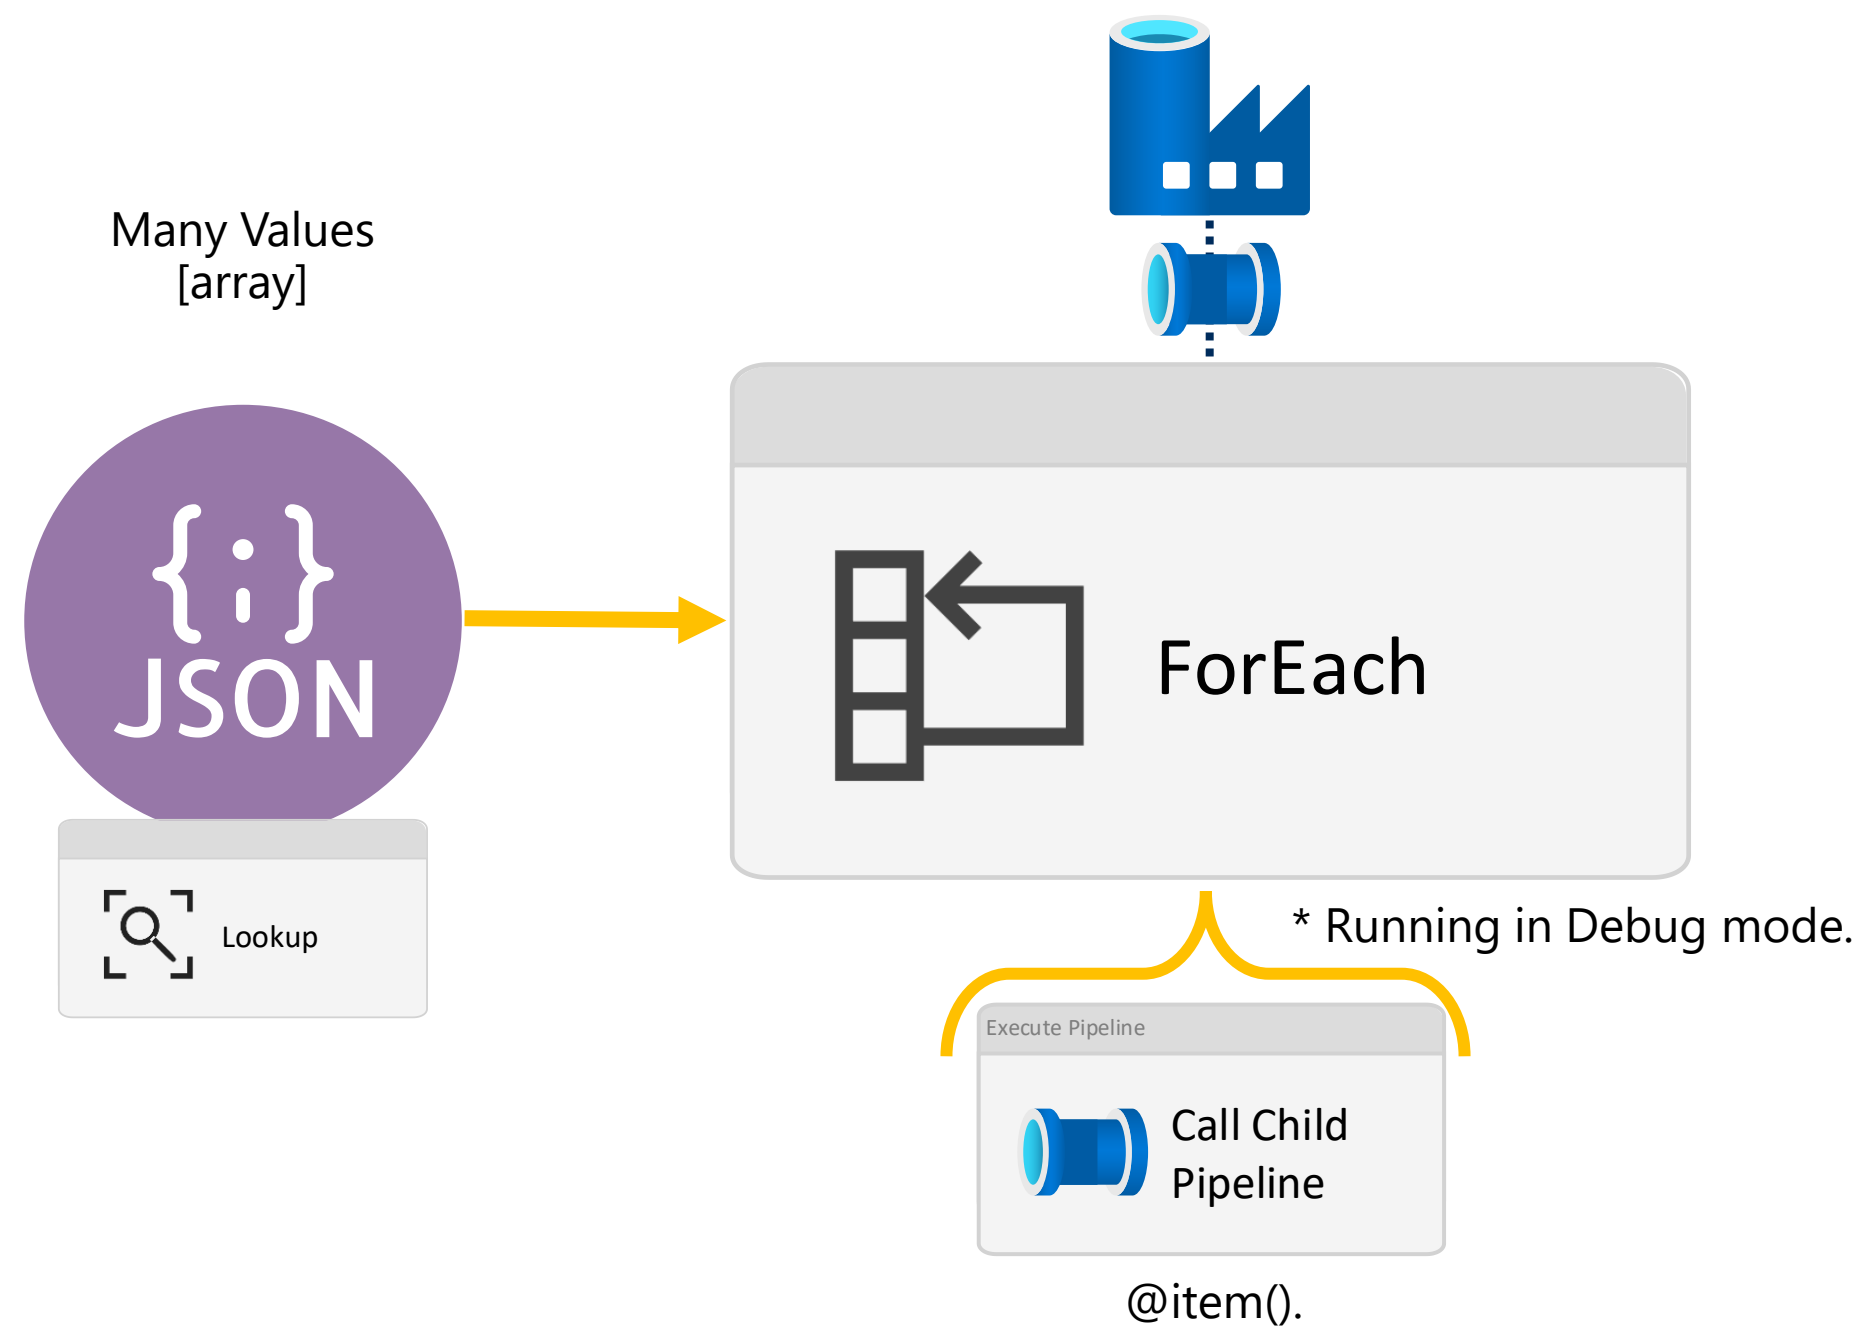 Many Values
[array]
{;}
JSON
Lookup
ForEach
* Running in Debug mode.
Execute Pipeline
Call Child
Pipeline
@item().